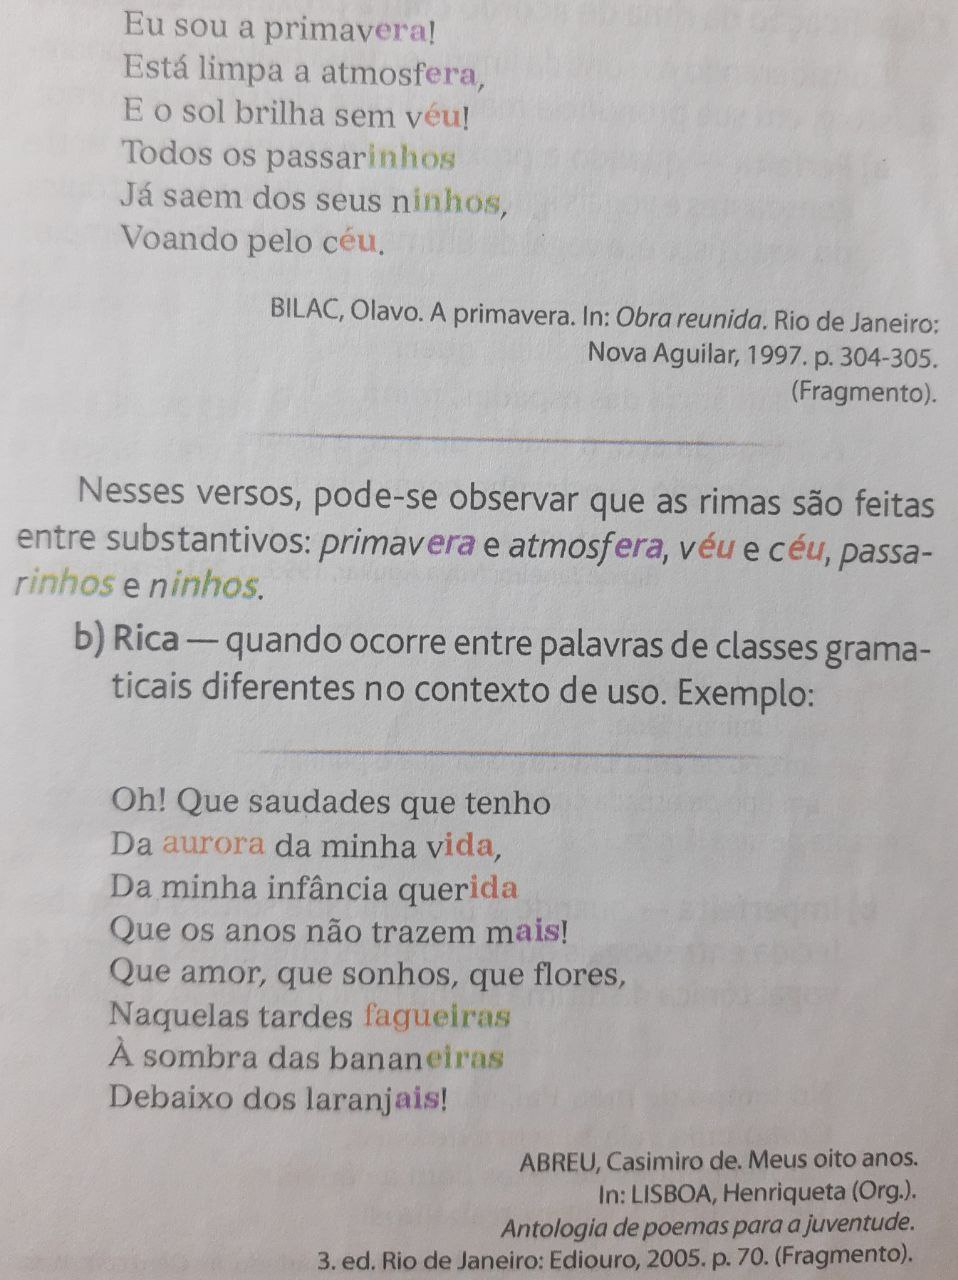 Eu sou a primavera!
Está limpa a atmosfera,
E o sol brilha sem véu!
Todos os passarinhos
Já saem dos seus ninhos,
Voando pelo céu.
BILAC, Olavo. A primavera. In: Obra reunida. Rio de Janeiro:
Nova Aguilar, 1997. p. 304-305.
(Fragmento).
Nesses versos, pode-se observar que as rimas são feitas
entre substantivos: primavera e atmosfera, véu e céu, passa-
rinhos e ninhos.
b) Rica — quando ocorre entre palavras de classes grama-
ticais diferentes no contexto de uso. Exemplo:
Oh! Que saudades que tenho
Da aurora da minha vida,
Da minha infância querida
Que os anos não trazem mais!
Que amor, que sonhos, que flores,
Naquelas tardes fagueiras
À sombra das bananeiras
Debaixo dos laranjais!
ABREU, Casimiro de. Meus oito anos.
In: LISBOA, Henriqueta (Org.).
Antologia de poemas para a juventude.
3. ed. Rio de Janeiro: Ediouro, 2005. p. 70. (Fragmento).